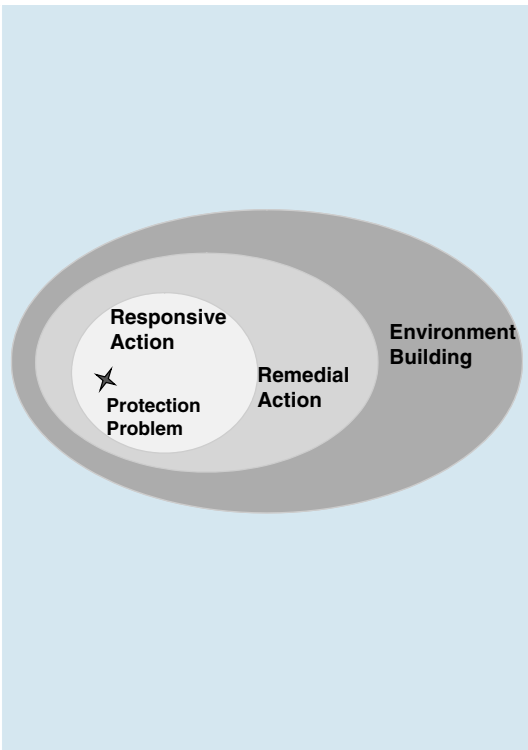 Responsive
Action
Protection
Problem
Remedial
Action
Environment
Building